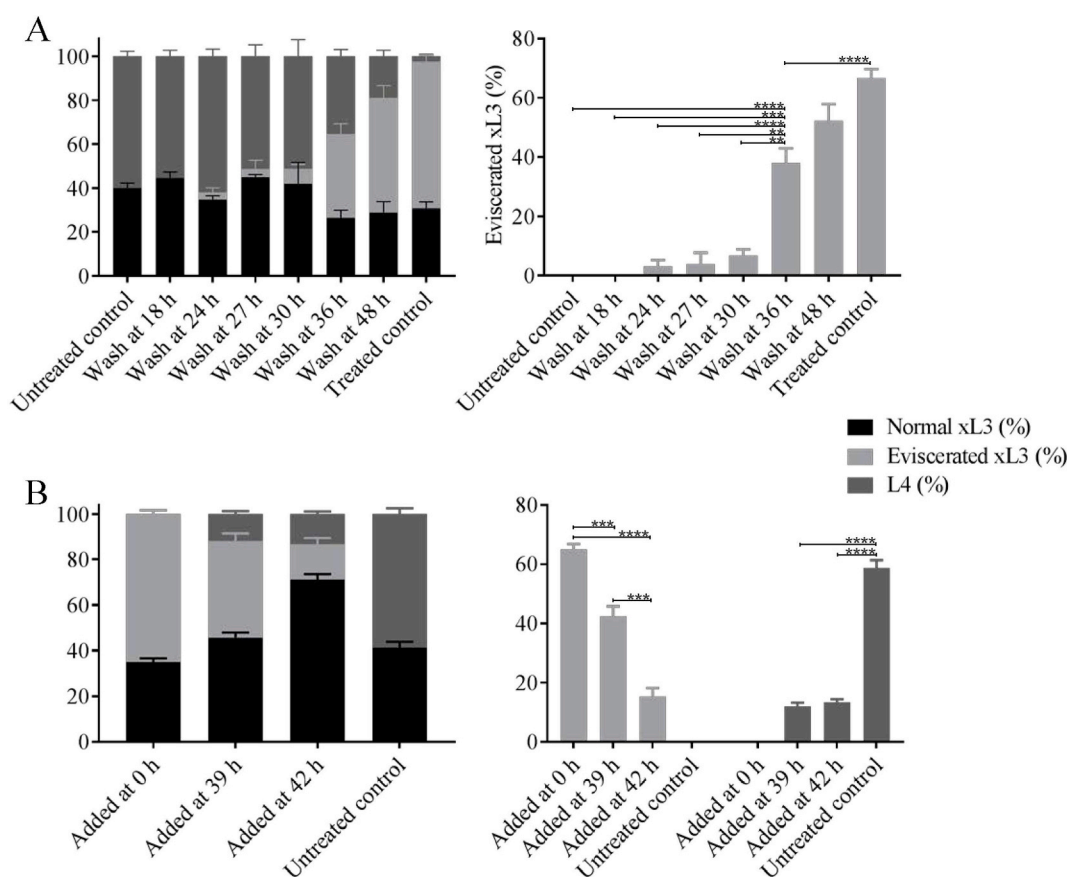 A
100
80
60
40
20
0
Untreated control
Wash at 18 h
Wash at 24 h
Wash at 27 h
Wash at 30 h
Wash at 36 h
Wash at 48 h
Treated control
Eviscerated xL3 (%)
80
60
40
20
0
****
****
***
****
**
**
Untreated control
Wash at 18 h
Wash at 24 h
Wash at 27 h
Wash at 30 h
Wash at 36 h
Wash at 48 h
Treated control
Normal xL3 (%)
Eviscerated xL3 (%)
L4 (%)
B
100
80
60
40
20
0
Added at 0 h
Added at 39 h
Added at 42 h
Untreated control
80
60
40
20
0
***
****
***
****
****
Added at 0 h
Added at 39 h
Added at 42 h
Untreated control
Added at 0 h
Added at 39 h
Added at 42 h
Untreated control